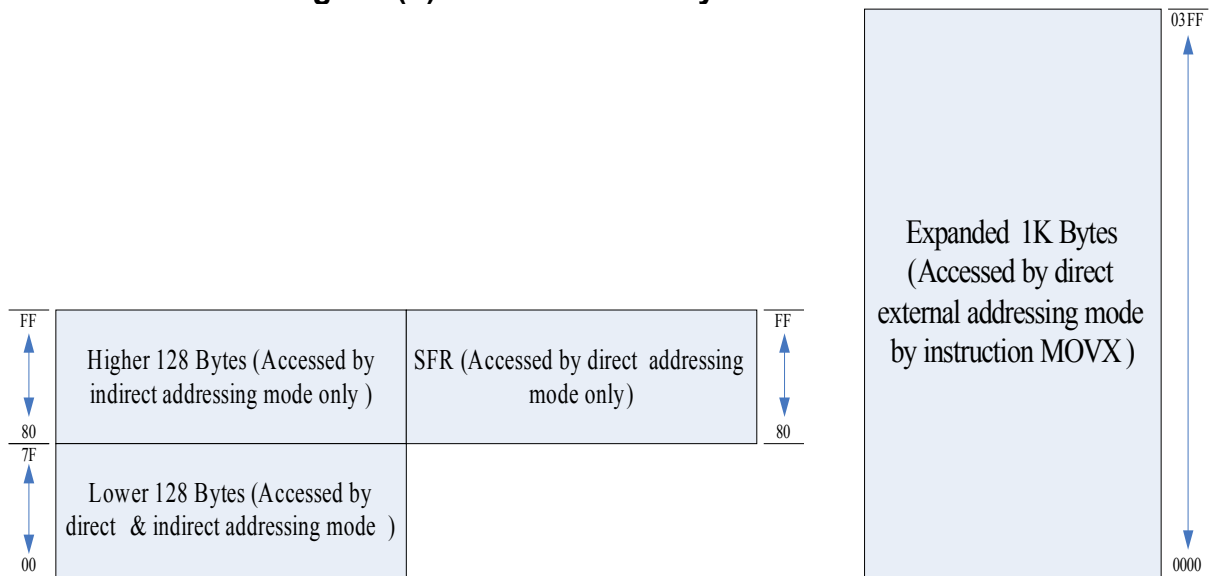 03FF
Expanded 1K Bytes
(Accessed by direct
external addressing mode
by instruction MOVX )
0000
FF
Higher 128 Bytes (Accessed by
indirect addressing mode only )
80
SFR (Accessed by direct addressing
mode only)
FF
80
7F
Lower 128 Bytes (Accessed by
direct & indirect addressing mode )
00